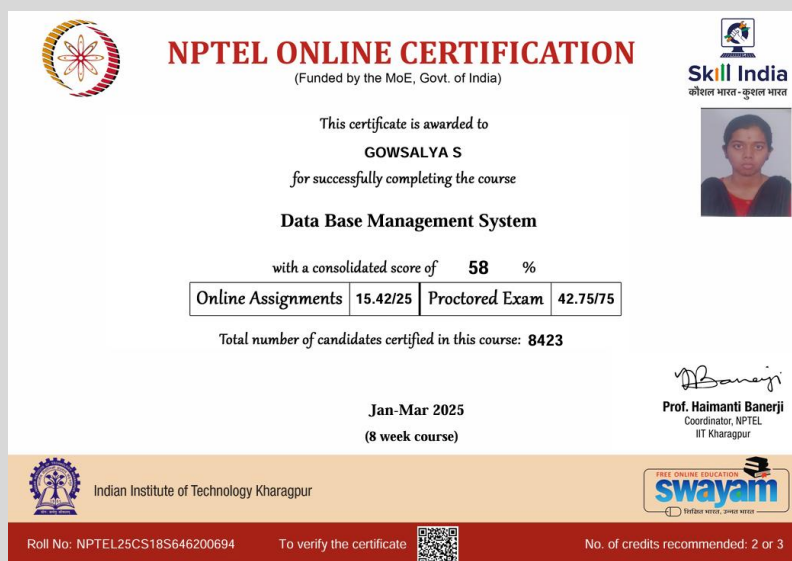 NPTEL ONLINE CERTIFICATION
(Funded by the MoE, Govt. of India)
Skill India
कौशल भारत - कुशल भारत
This certificate is awarded to
GOWSALYA S
for successfully completing the course
Data Base Management System
with a consolidated score of 58 %
Online Assignments 15.42/25 Proctored Exam 42.75/75
Total number of candidates certified in this course: 8423
Jan-Mar 2025
(8 week course)
Prof. Haimanti Banerji
Coordinator, NPTEL
IIT Kharagpur
Indian Institute of Technology Kharagpur
FREE ONLINE EDUCATION
swayam
शिक्षित भारत, उन्नत भारत
Roll No: NPTEL25CS18S646200694 To verify the certificate No. of credits recommended: 2 or 3